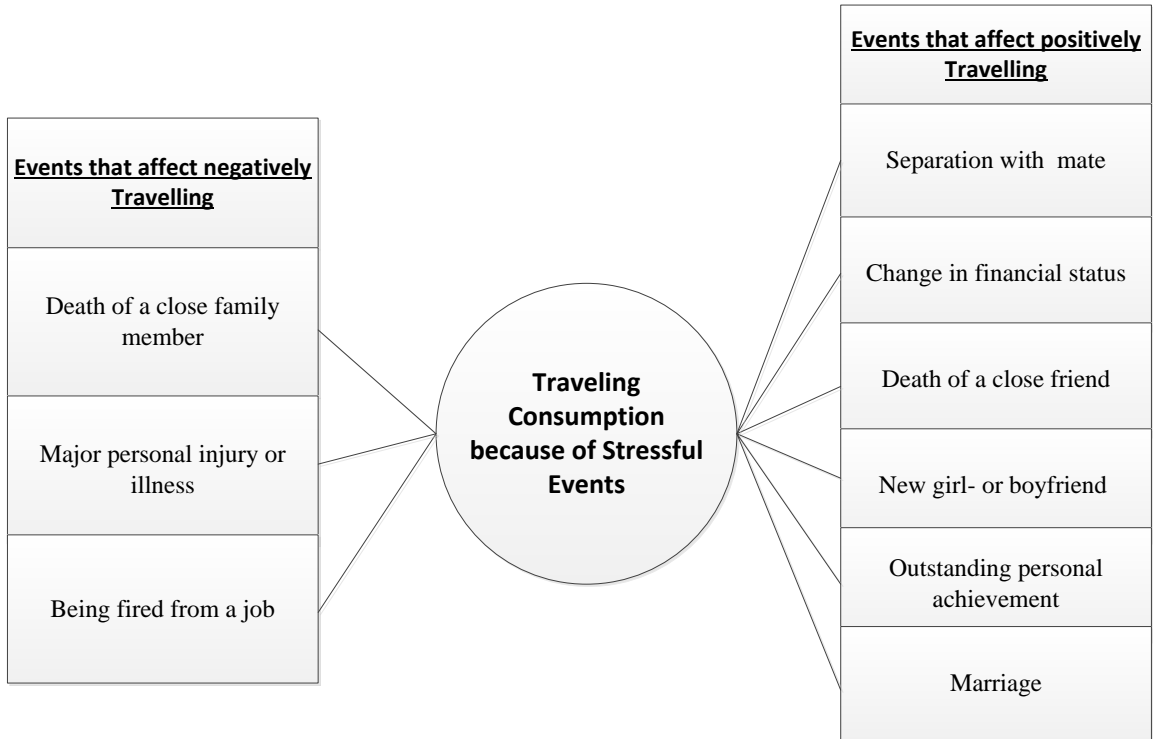 Events that affect negatively
Travelling
Death of a close family
member
Major personal injury or
illness
Being fired from a job
Traveling
Consumption
because of Stressful
Events
Events that affect positively
Travelling
Separation with mate
Change in financial status
Death of a close friend
New girl- or boyfriend
Outstanding personal
achievement
Marriage